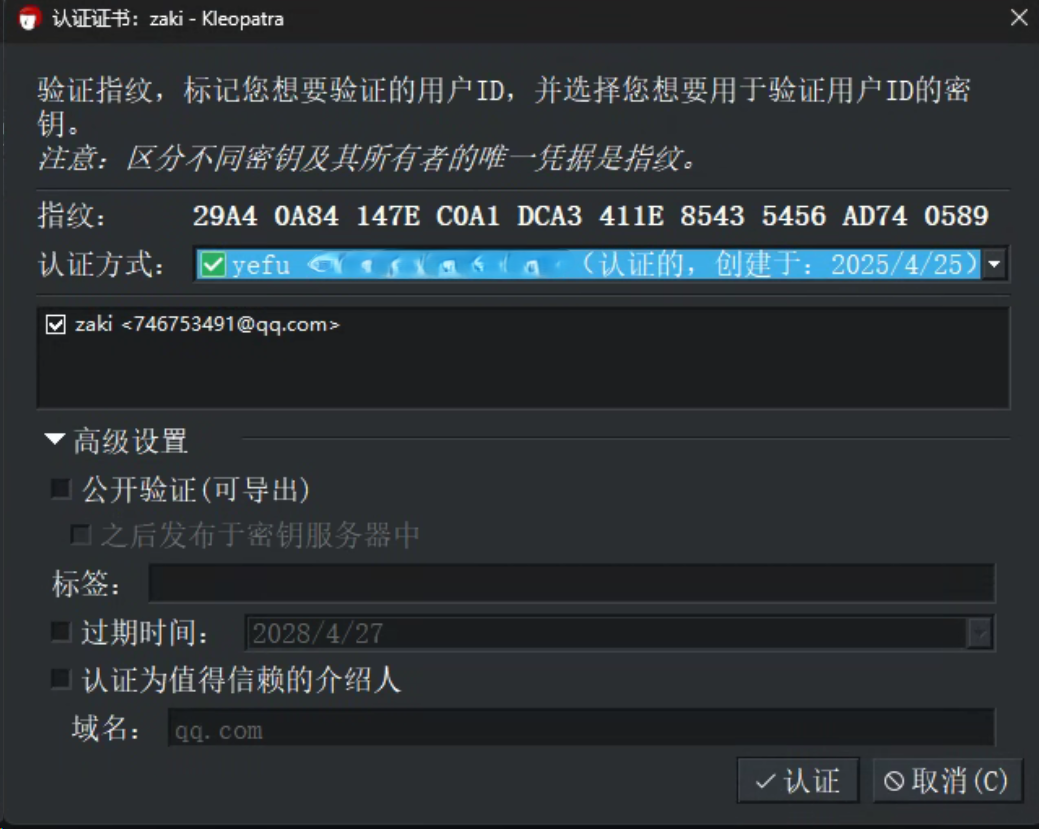 认证证书：zaki - Kleopatra
验证指纹，标记您想要验证的用户ID，并选择您想要用于验证用户ID的密
钥。
注意：区分不同密钥及其所有者的唯一凭据是指纹。
指纹： 29A4 0A84 147E C0A1 DCA3 411E 8543 5456 AD74 0589
认证方式： yefu （认证的，创建于：2025/4/25）
zaki <746753491@qq.com>
高级设置
公开验证(可导出)
之后发布于密钥服务器中
标签：
过期时间： 2028/4/27
认证为值得信赖的介绍人
域名： qq.com
认证 取消(C)